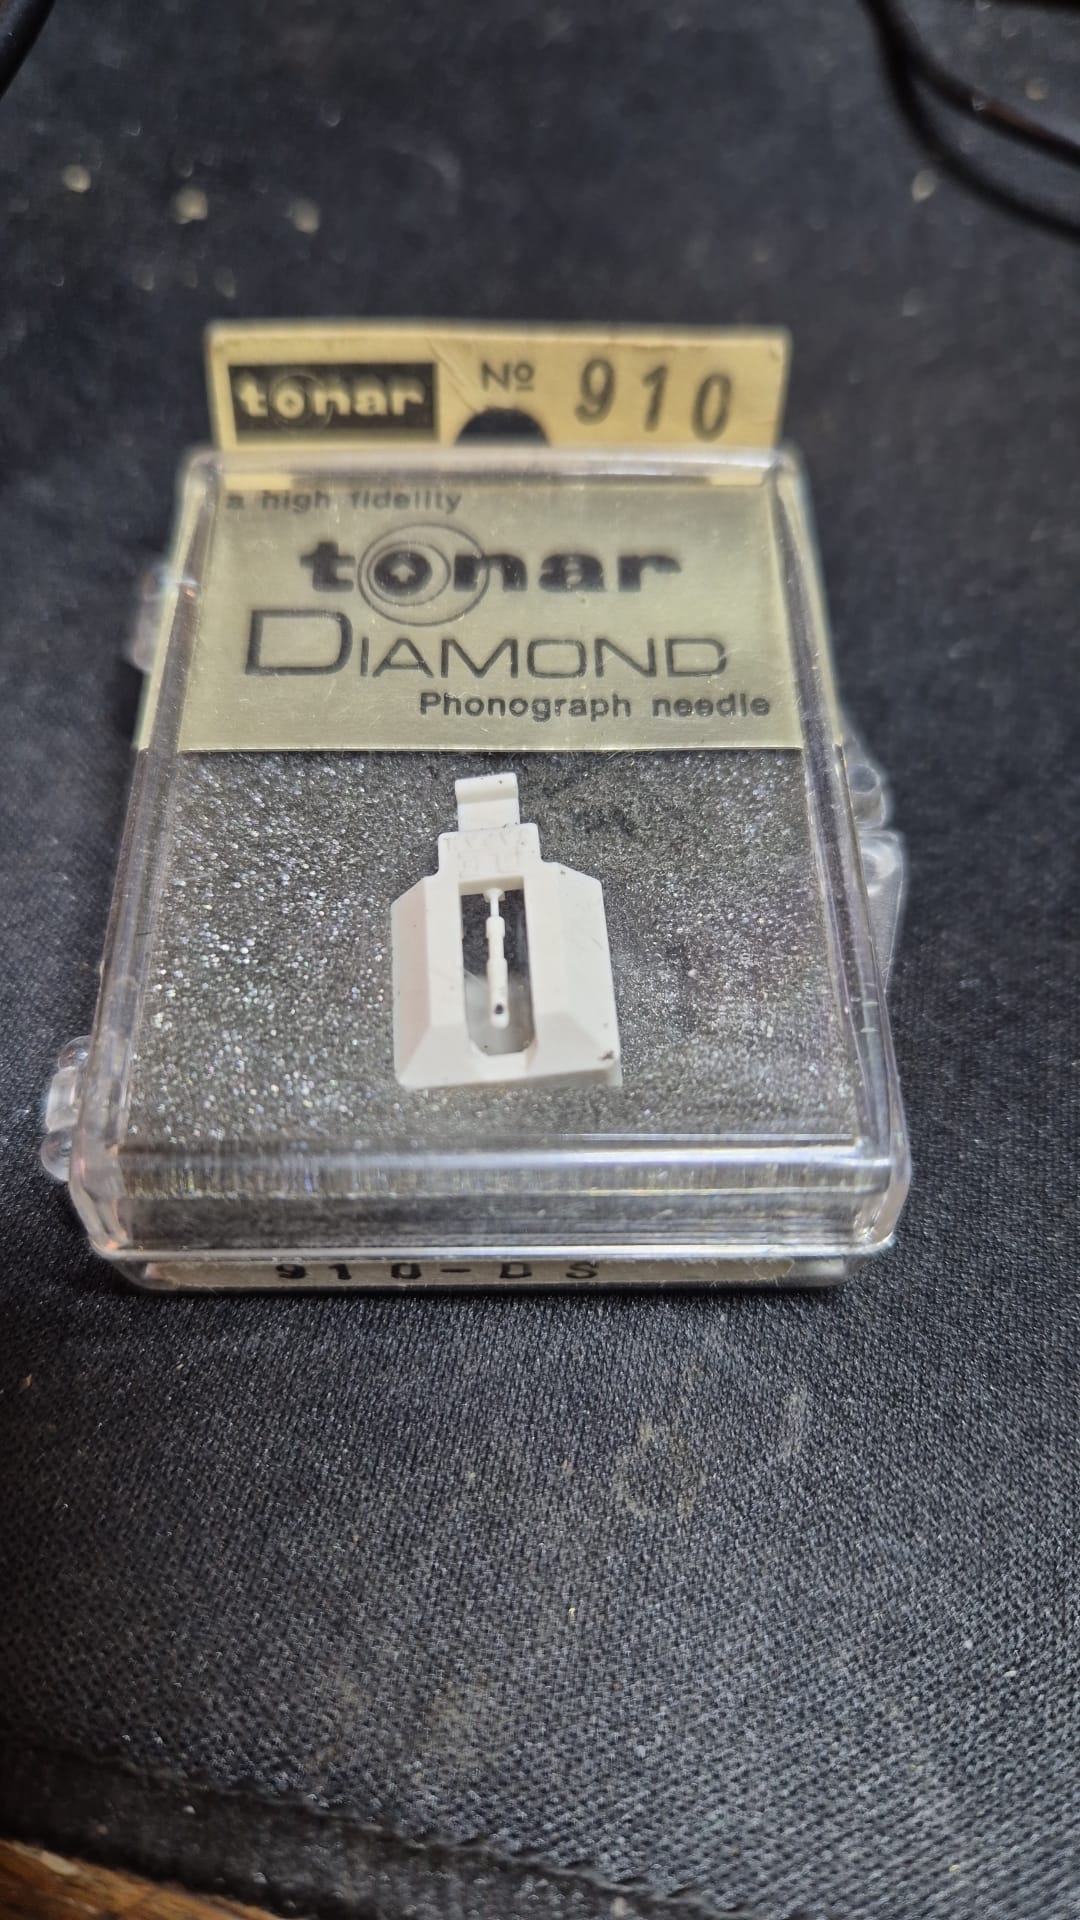 tonar Nº 910
a high fidelity
tonar
DIAMOND
Phonograph needle
910-DS